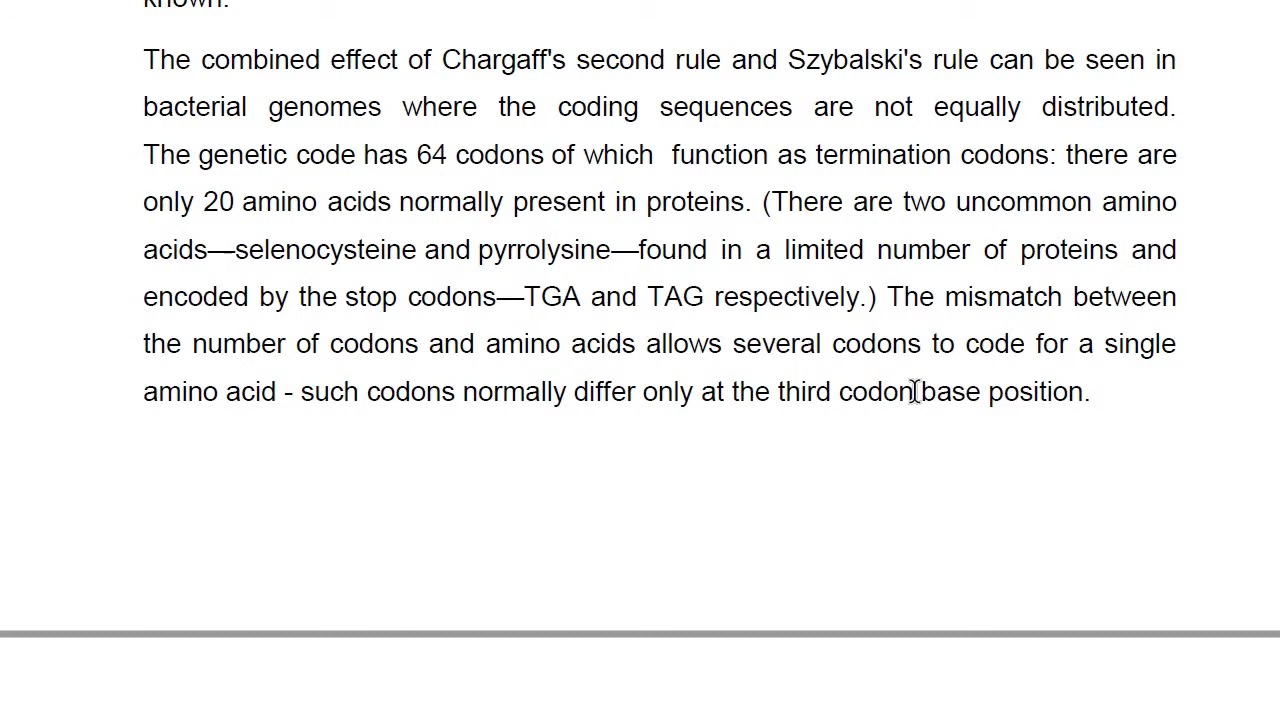 known.
The combined effect of Chargaff's second rule and Szybalski's rule can be seen in
bacterial genomes where the coding sequences are not equally distributed.
The genetic code has 64 codons of which  function as termination codons: there are
only 20 amino acids normally present in proteins. (There are two uncommon amino
acids—selenocysteine and pyrrolysine—found in a limited number of proteins and
encoded by the stop codons—TGA and TAG respectively.) The mismatch between
the number of codons and amino acids allows several codons to code for a single
amino acid - such codons normally differ only at the third codon base position.